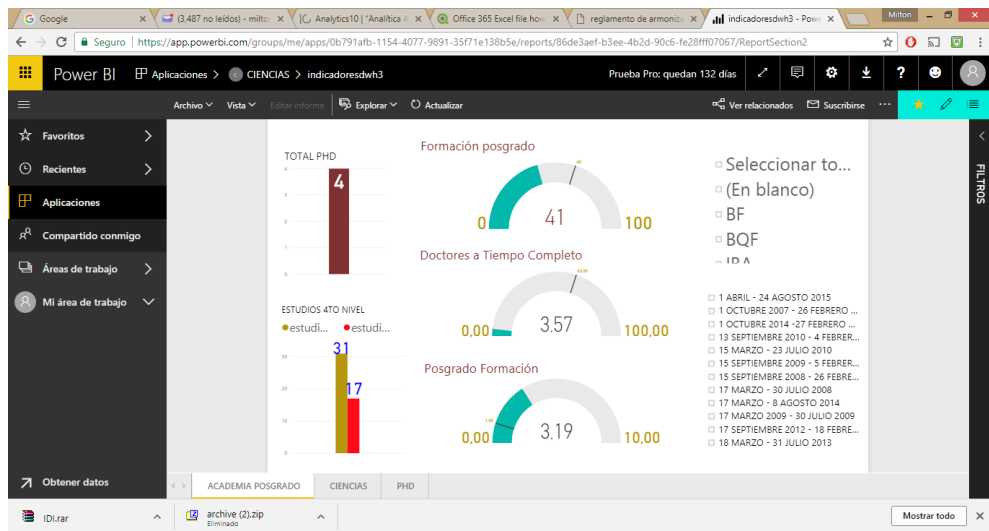 Google
(3,487 no leídos) - milto
Analytics10 | "Analítica A
Office 365 Excel file how
reglamento de armoniza
indicadoresdwh3 - Pow
Milton
Seguro https://app.powerbi.com/groups/me/apps/0b791afb-1154-4077-9891-35f71e138b5e/reports/86de3aef-b3ee-4b2d-90c6-fe28fff07067/ReportSection2
Power BI Aplicaciones > CIENCIAS > indicadoresdwh3 Prueba Pro: quedan 132 días
Archivo Vista Editar informe Explorar Actualizar Ver relacionados Suscribirse
Favoritos
Recientes
Aplicaciones
Compartido conmigo
Áreas de trabajo
Mi área de trabajo
Obtener datos
TOTAL PHD
4
4
3
2
1
0
ESTUDIOS 4TO NIVEL
estudi... estudi...
31
17
30
20
10
0
Formación posgrado
0 41 100
Doctores a Tiempo Completo
0,00 3,57 100,00
Posgrado Formación
0,00 3,19 10,00
Seleccionar to...
(En blanco)
BF
BQF
1 ABRIL - 24 AGOSTO 2015
1 OCTUBRE 2007 - 26 FEBRERO ...
1 OCTUBRE 2014 -27 FEBRERO ...
13 SEPTIEMBRE 2010 - 4 FEBRER...
15 MARZO - 23 JULIO 2010
15 SEPTIEMBRE 2009 - 5 FEBRER...
15 SEPTIEMBRE 2008 - 26 FEBRE...
17 MARZO - 30 JULIO 2008
17 MARZO - 8 AGOSTO 2014
17 MARZO 2009 - 30 JULIO 2009
17 SEPTIEMBRE 2012 - 18 FEBRE...
18 MARZO - 31 JULIO 2013
FILTROS
ACADEMIA POSGRADO CIENCIAS PHD
IDI.rar
archive (2).zip
Eliminado
Mostrar todo